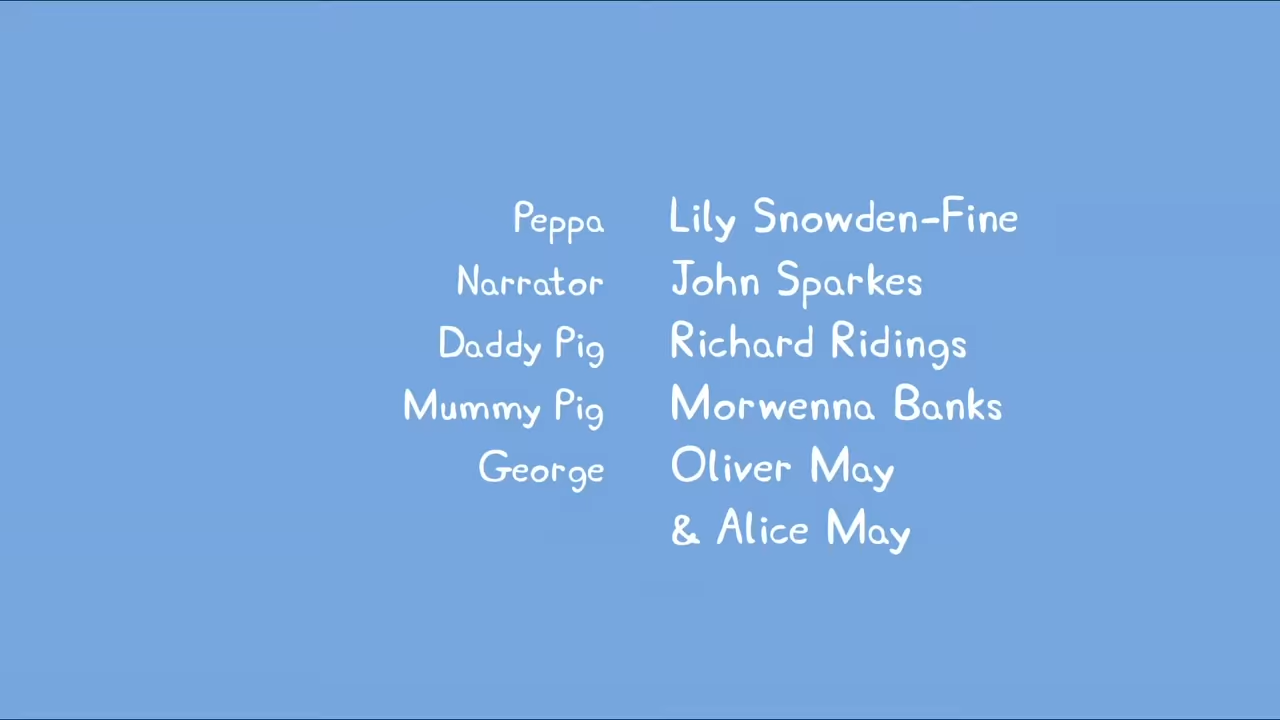 Peppa Lily Snowden-Fine
Narrator John Sparkes
Daddy Pig Richard Ridings
Mummy Pig Morwenna Banks
George Oliver May
& Alice May